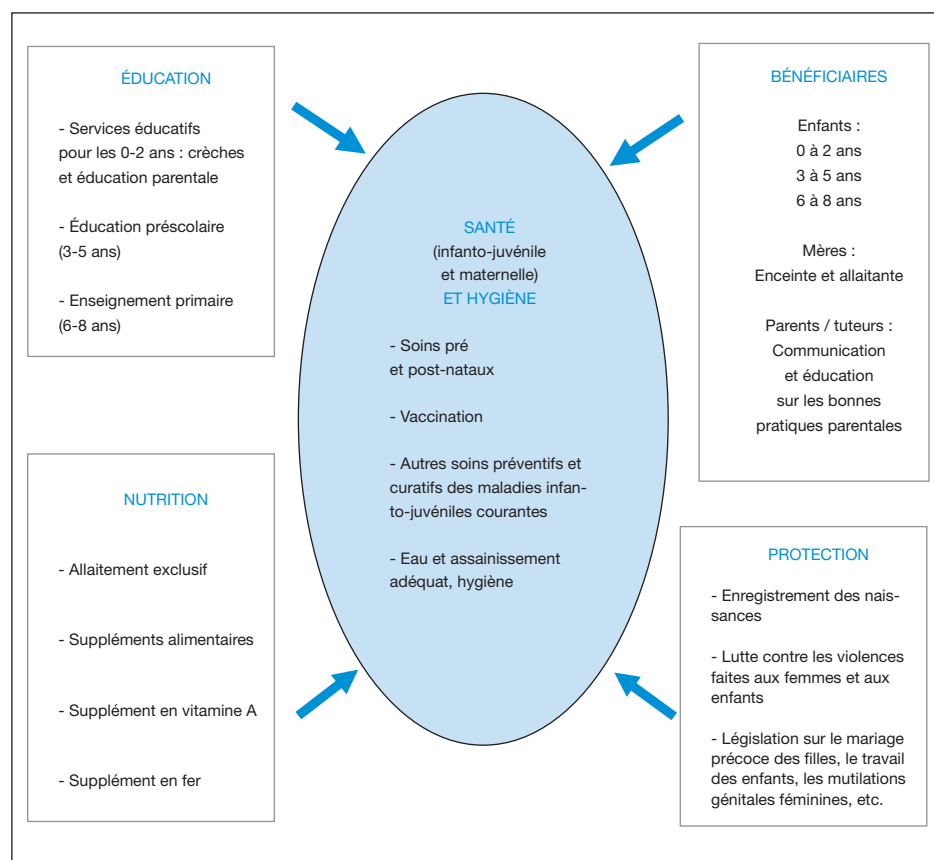 ÉDUCATION
- Services éducatifs
pour les 0-2 ans : crèches
et éducation parentale
- Éducation préscolaire
(3-5 ans)
- Enseignement primaire
(6-8 ans)
NUTRITION
- Allaitement exclusif
- Suppléments alimentaires
- Supplément en vitamine A
- Supplément en fer
SANTÉ
(infanto-juvénile
et maternelle)
ET HYGIÈNE
- Soins pré
et post-nataux
- Vaccination
- Autres soins préventifs et
curatifs des maladies infan-
to-juvéniles courantes
- Eau et assainissement
adéquat, hygiène
BÉNÉFICIAIRES
Enfants :
0 à 2 ans
3 à 5 ans
6 à 8 ans
Mères :
Enceinte et allaitante
Parents / tuteurs :
Communication
et éducation
sur les bonnes
pratiques parentales
PROTECTION
- Enregistrement des nais-
sances
- Lutte contre les violences
faites aux femmes et aux
enfants
- Législation sur le mariage
précoce des filles, le travail
des enfants, les mutilations
génitales féminines, etc.